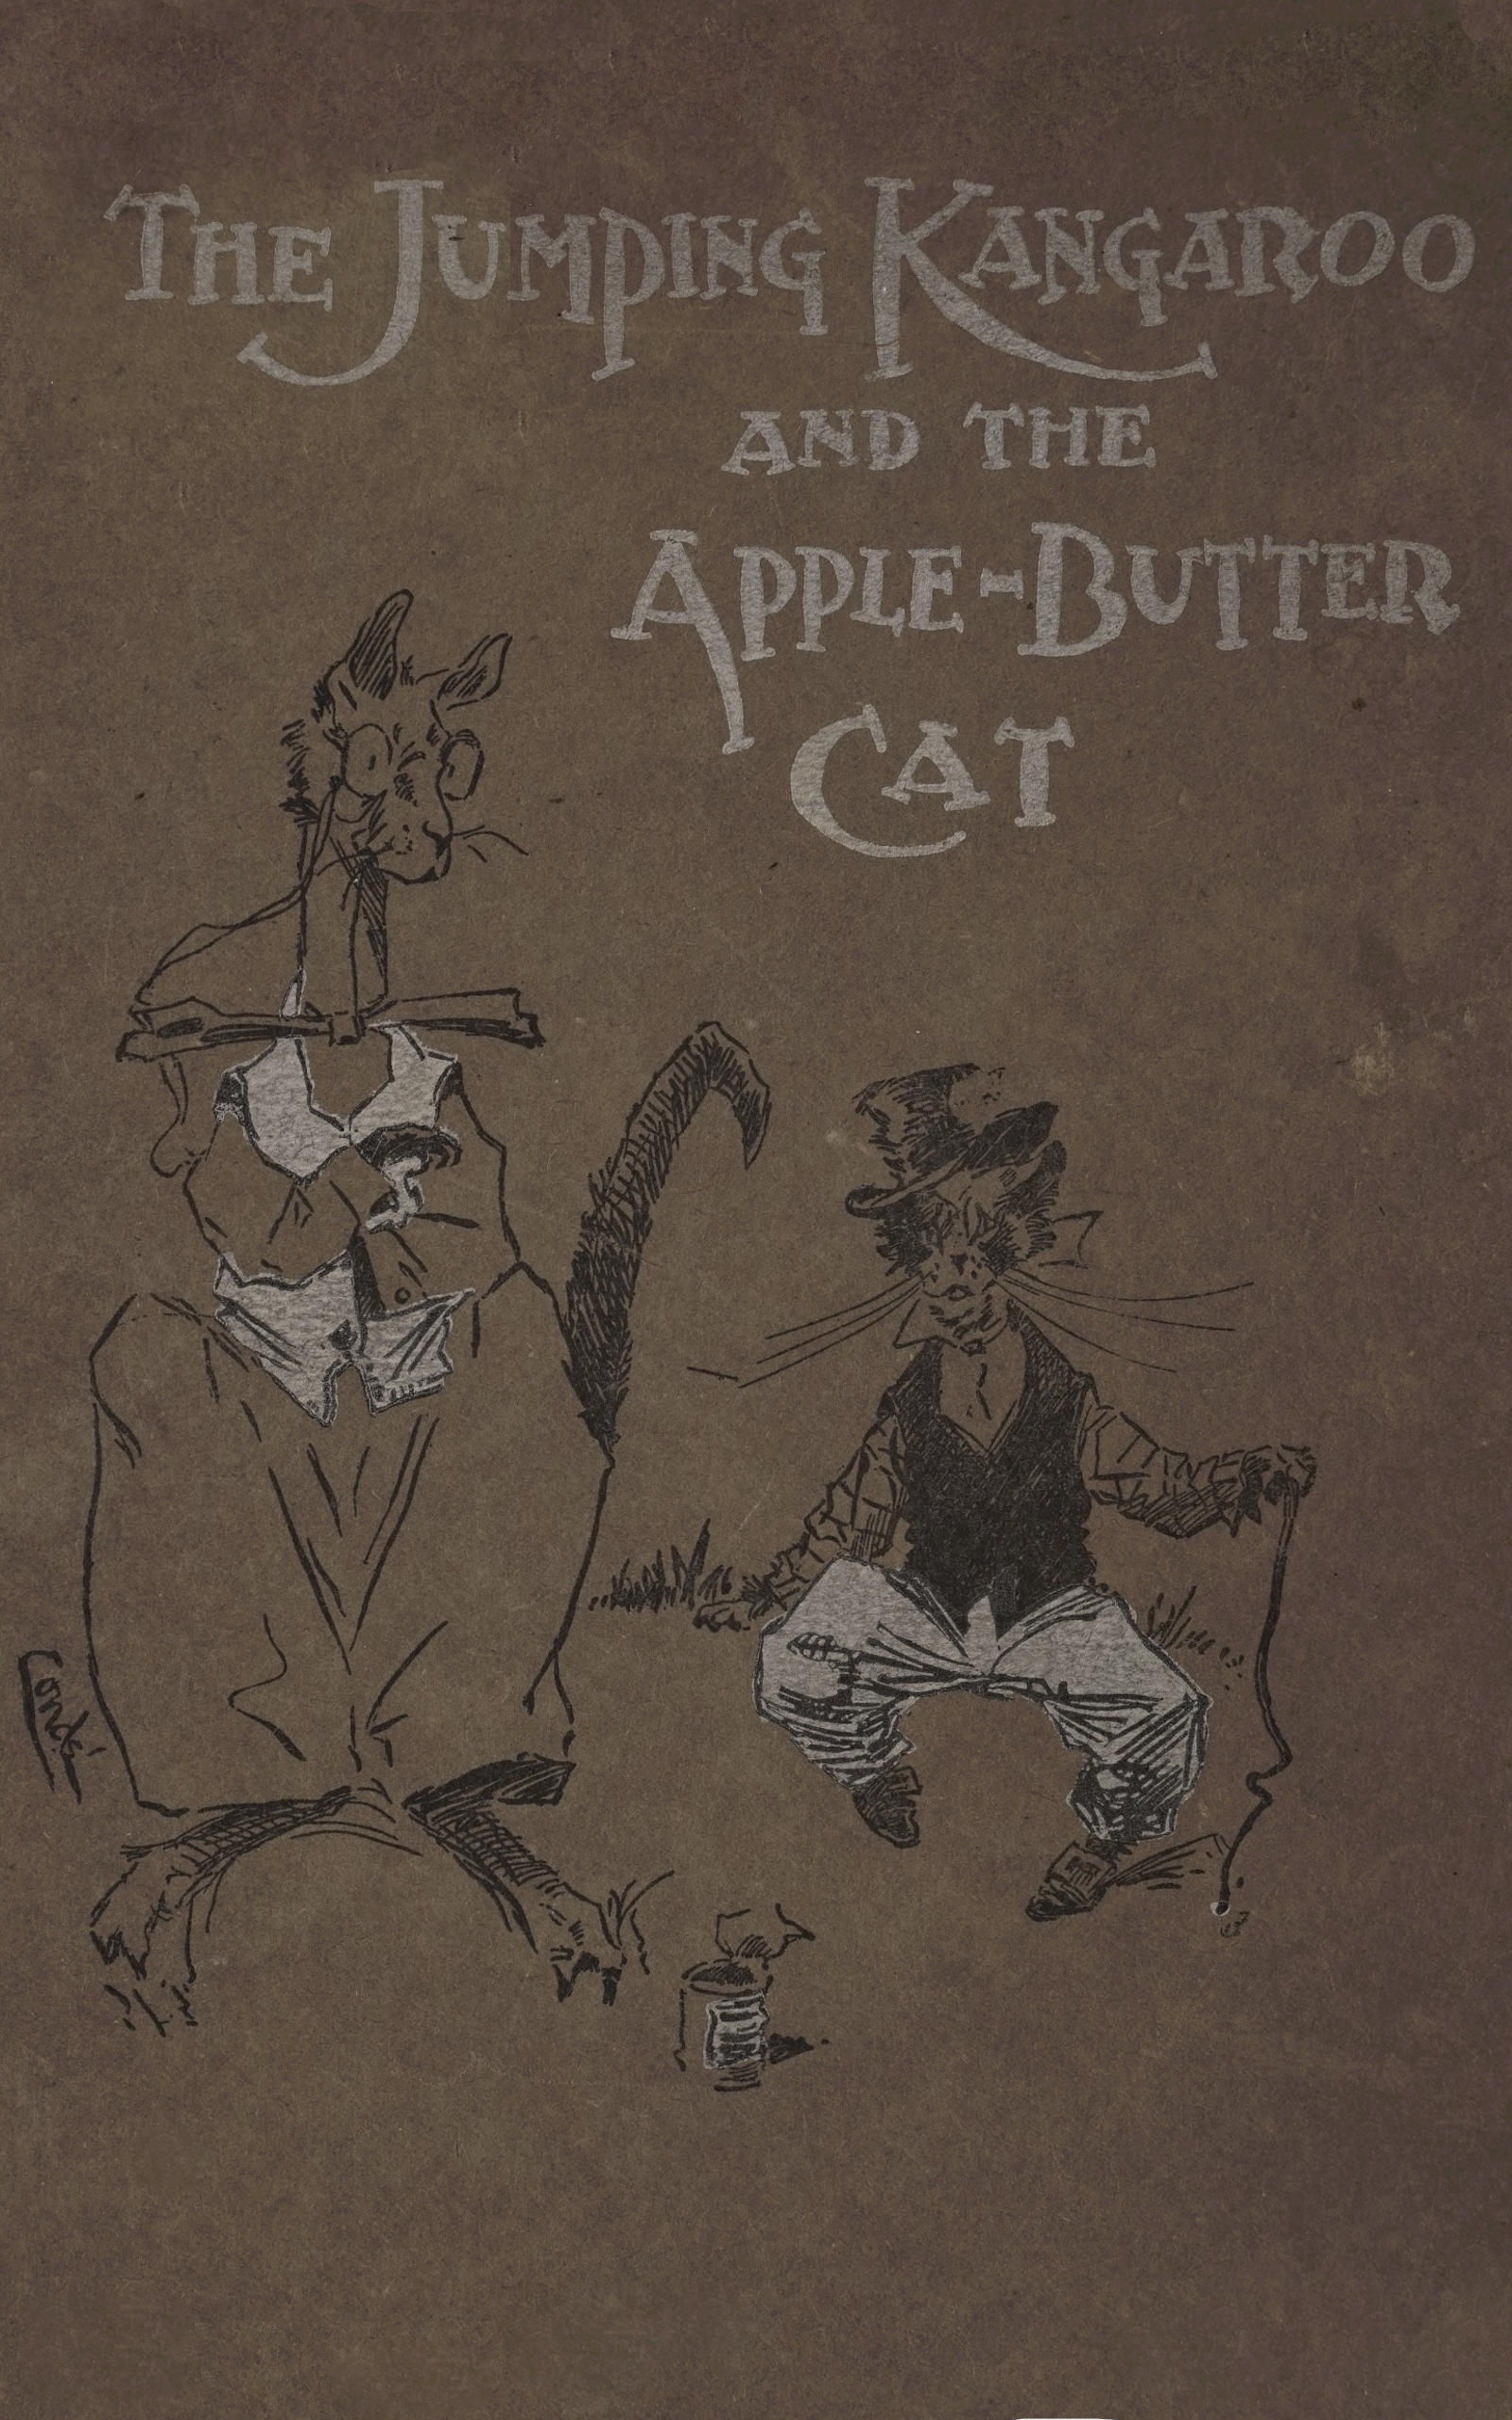 The Jumping Kangaroo
and the
Apple-Butter
Cat
Condé